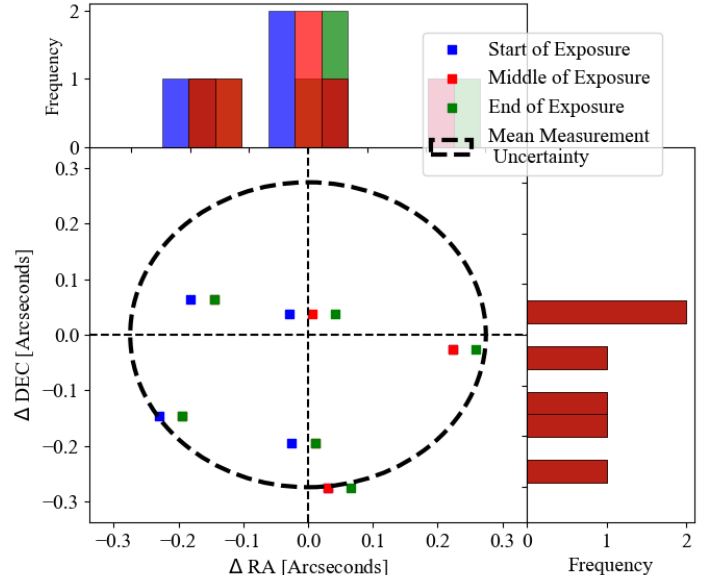 2
1
0
Frequency
Start of Exposure
Middle of Exposure
End of Exposure
Mean Measurement
Uncertainty
0.3
0.2
0.1
0.0
−0.1
−0.2
−0.3
Δ DEC [Arcseconds]
−0.3 −0.2 −0.1 0.0 0.1 0.2 0.3
Δ RA [Arcseconds]
0 1 2
Frequency